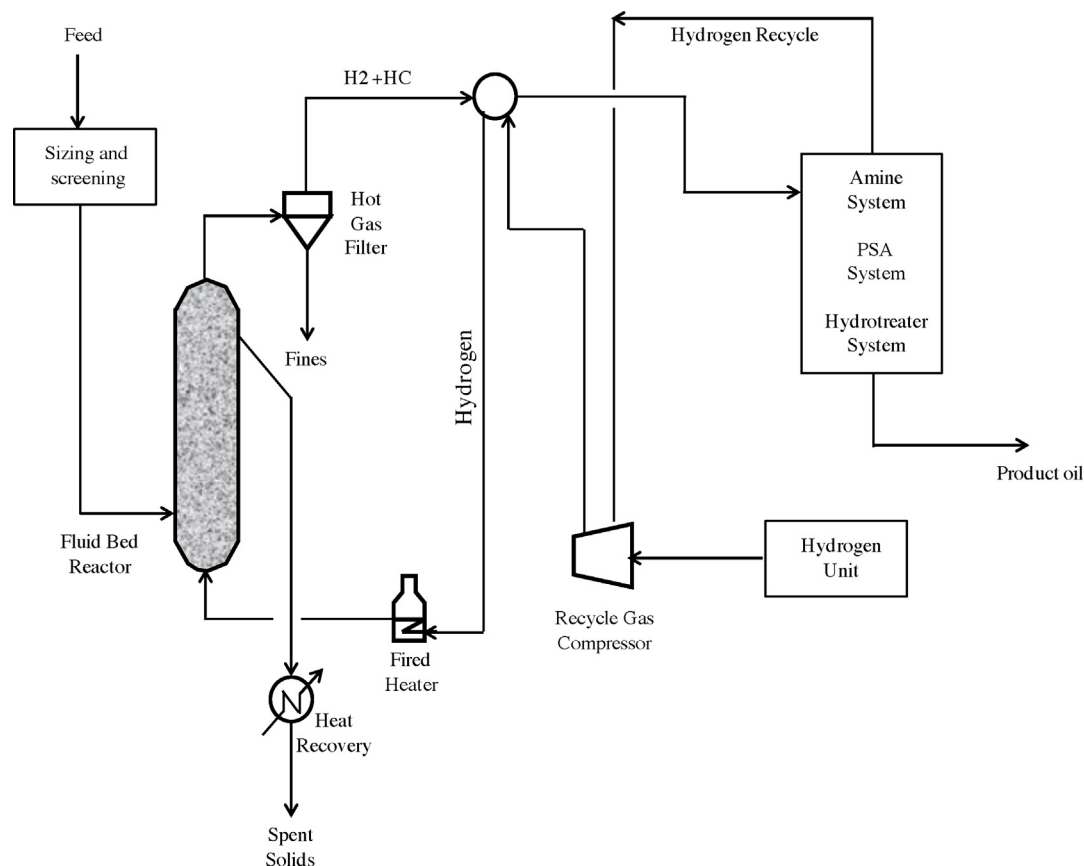 Feed
Sizing and
screening
H2 +HC
Hydrogen Recycle
Hot
Gas
Filter
Fines
Hydrogen
Amine
System
PSA
System
Hydrotreater
System
Product oil
Fluid Bed
Reactor
Fired
Heater
Recycle Gas
Compressor
Hydrogen
Unit
Heat
Recovery
Spent
Solids